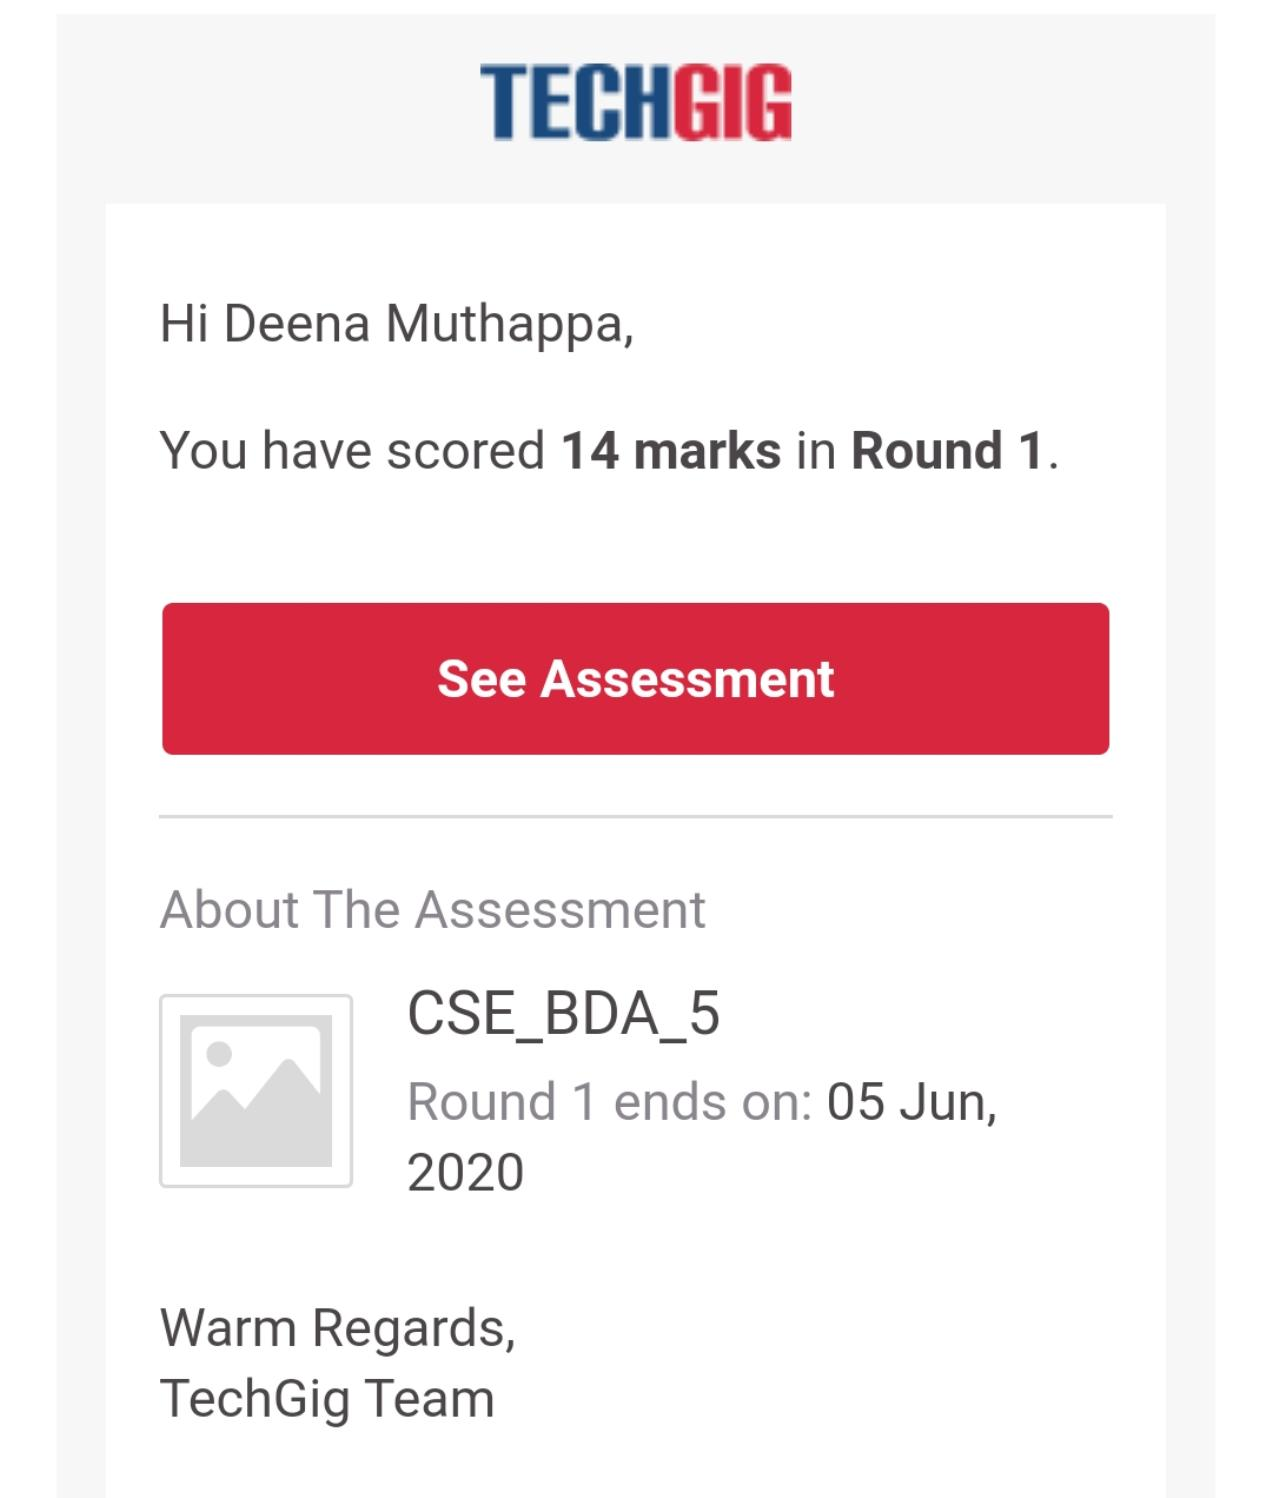 TECHGIG
Hi Deena Muthappa,
You have scored 14 marks in Round 1.
See Assessment
About The Assessment
CSE_BDA_5
Round 1 ends on: 05 Jun,
2020
Warm Regards,
TechGig Team